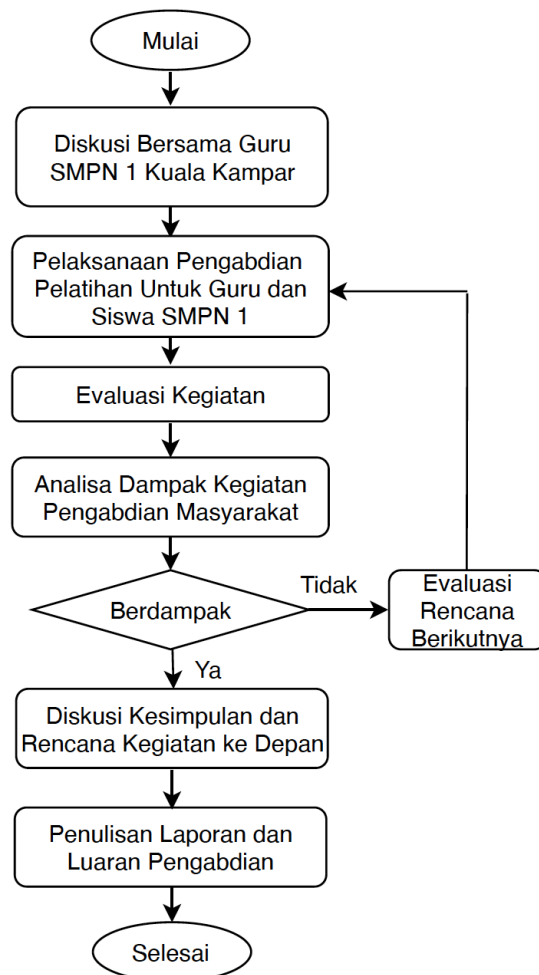 Mulai
Diskusi Bersama Guru
SMPN 1 Kuala Kampar
Pelaksanaan Pengabdian
Pelatihan Untuk Guru dan
Siswa SMPN 1
Evaluasi Kegiatan
Analisa Dampak Kegiatan
Pengabdian Masyarakat
Berdampak
Tidak
Evaluasi
Rencana
Berikutnya
Ya
Diskusi Kesimpulan dan
Rencana Kegiatan ke Depan
Penulisan Laporan dan
Luaran Pengabdian
Selesai